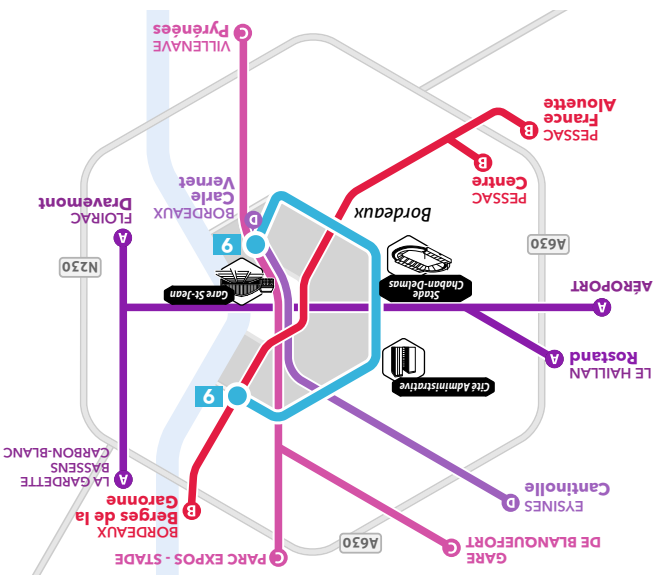 PARC EXPOS - STADE
C
GARE
DE BLANQUEFORT
C
A630
BORDEAUX
Berges de la
Garonne
B
EYSINES
Cantinolle
D
LA GARDETTE
BASSENS
CARBON-BLANC
A
9
Cité Administrative
LE HAILLAN
Rostand
A
AÉROPORT
A
Stade
Chaban-Delmas
Gare St-Jean
N230
A630
9
FLOIRAC
Dravemont
A
Bordeaux
BORDEAUX
Carle
Vernet
D
PESSAC
Centre
B
PESSAC
France
Alouette
B
VILLENAVE
Pyrénées
C